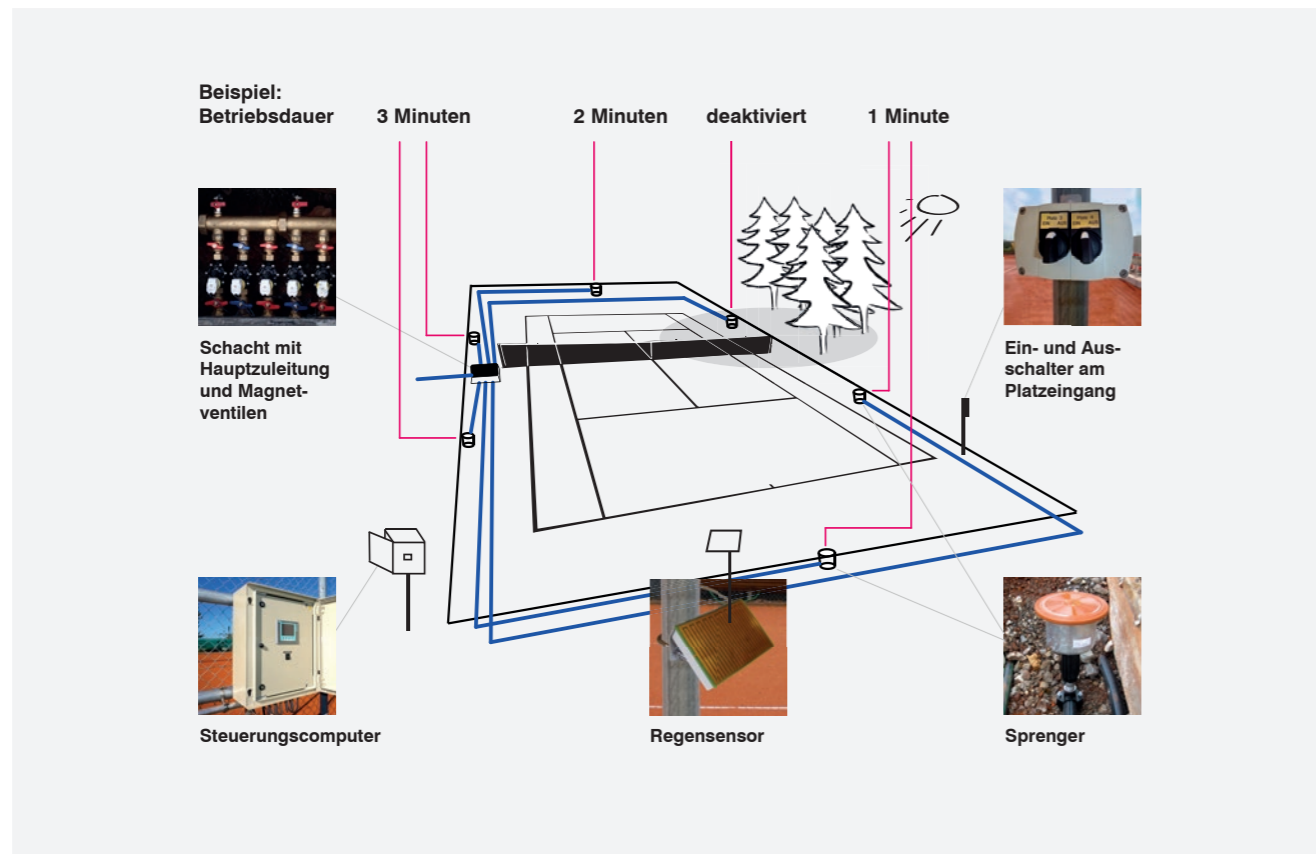 Beispiel:
Betriebsdauer
3 Minuten
2 Minuten
deaktiviert
1 Minute
Schacht mit
Hauptzuleitung
und Magnet-
ventilen
Ein- und Aus-
schalter am
Platzeingang
Steuerungscomputer
Regensensor
Sprenger